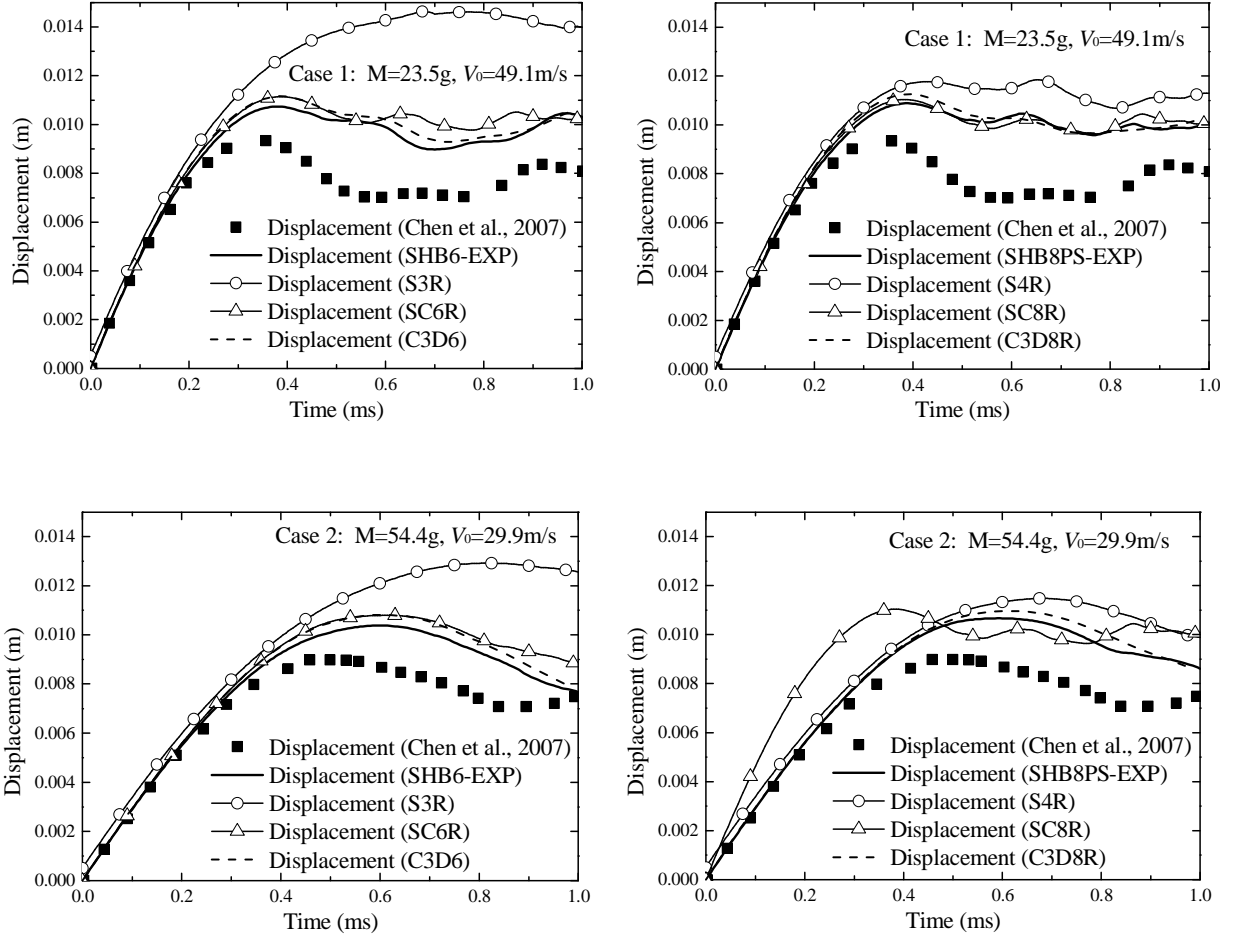 Case 1: M=23.5g, V0=49.1m/s
Displacement (m)
0.014
0.012
0.010
0.008
0.006
0.004
0.002
0.000
Displacement (Chen et al., 2007)
Displacement (SHB6-EXP)
Displacement (S3R)
Displacement (SC6R)
Displacement (C3D6)
0.0 0.2 0.4 0.6 0.8 1.0
Time (ms)
Case 1: M=23.5g, V0=49.1m/s
Displacement (m)
0.014
0.012
0.010
0.008
0.006
0.004
0.002
0.000
Displacement (Chen et al., 2007)
Displacement (SHB8PS-EXP)
Displacement (S4R)
Displacement (SC8R)
Displacement (C3D8R)
0.0 0.2 0.4 0.6 0.8 1.0
Time (ms)
Case 2: M=54.4g, V0=29.9m/s
Displacement (m)
0.014
0.012
0.010
0.008
0.006
0.004
0.002
0.000
Displacement (Chen et al., 2007)
Displacement (SHB6-EXP)
Displacement (S3R)
Displacement (SC6R)
Displacement (C3D6)
0.0 0.2 0.4 0.6 0.8 1.0
Time (ms)
Case 2: M=54.4g, V0=29.9m/s
Displacement (m)
0.014
0.012
0.010
0.008
0.006
0.004
0.002
0.000
Displacement (Chen et al., 2007)
Displacement (SHB8PS-EXP)
Displacement (S4R)
Displacement (SC8R)
Displacement (C3D8R)
0.0 0.2 0.4 0.6 0.8 1.0
Time (ms)